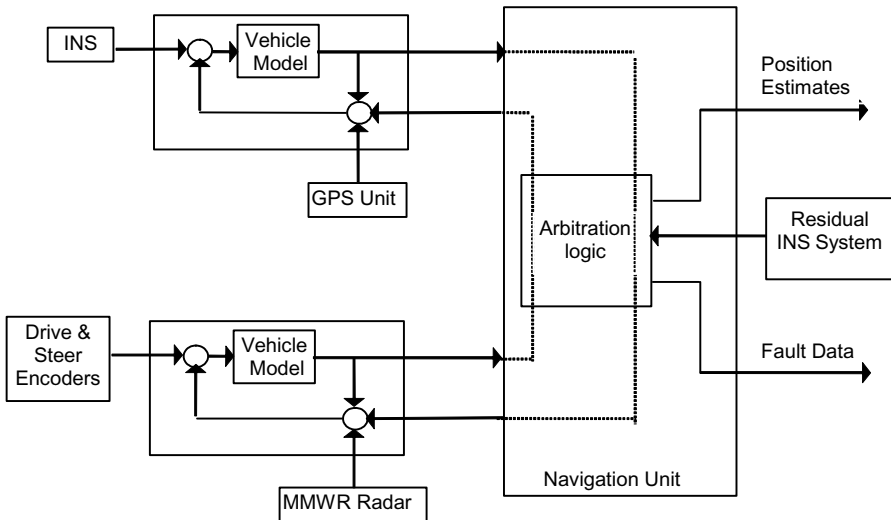 INS
Vehicle
Model
GPS Unit
Position
Estimates
Arbitration
logic
Residual
INS System
Drive &
Steer
Encoders
Vehicle
Model
Fault Data
MMWR Radar
Navigation Unit